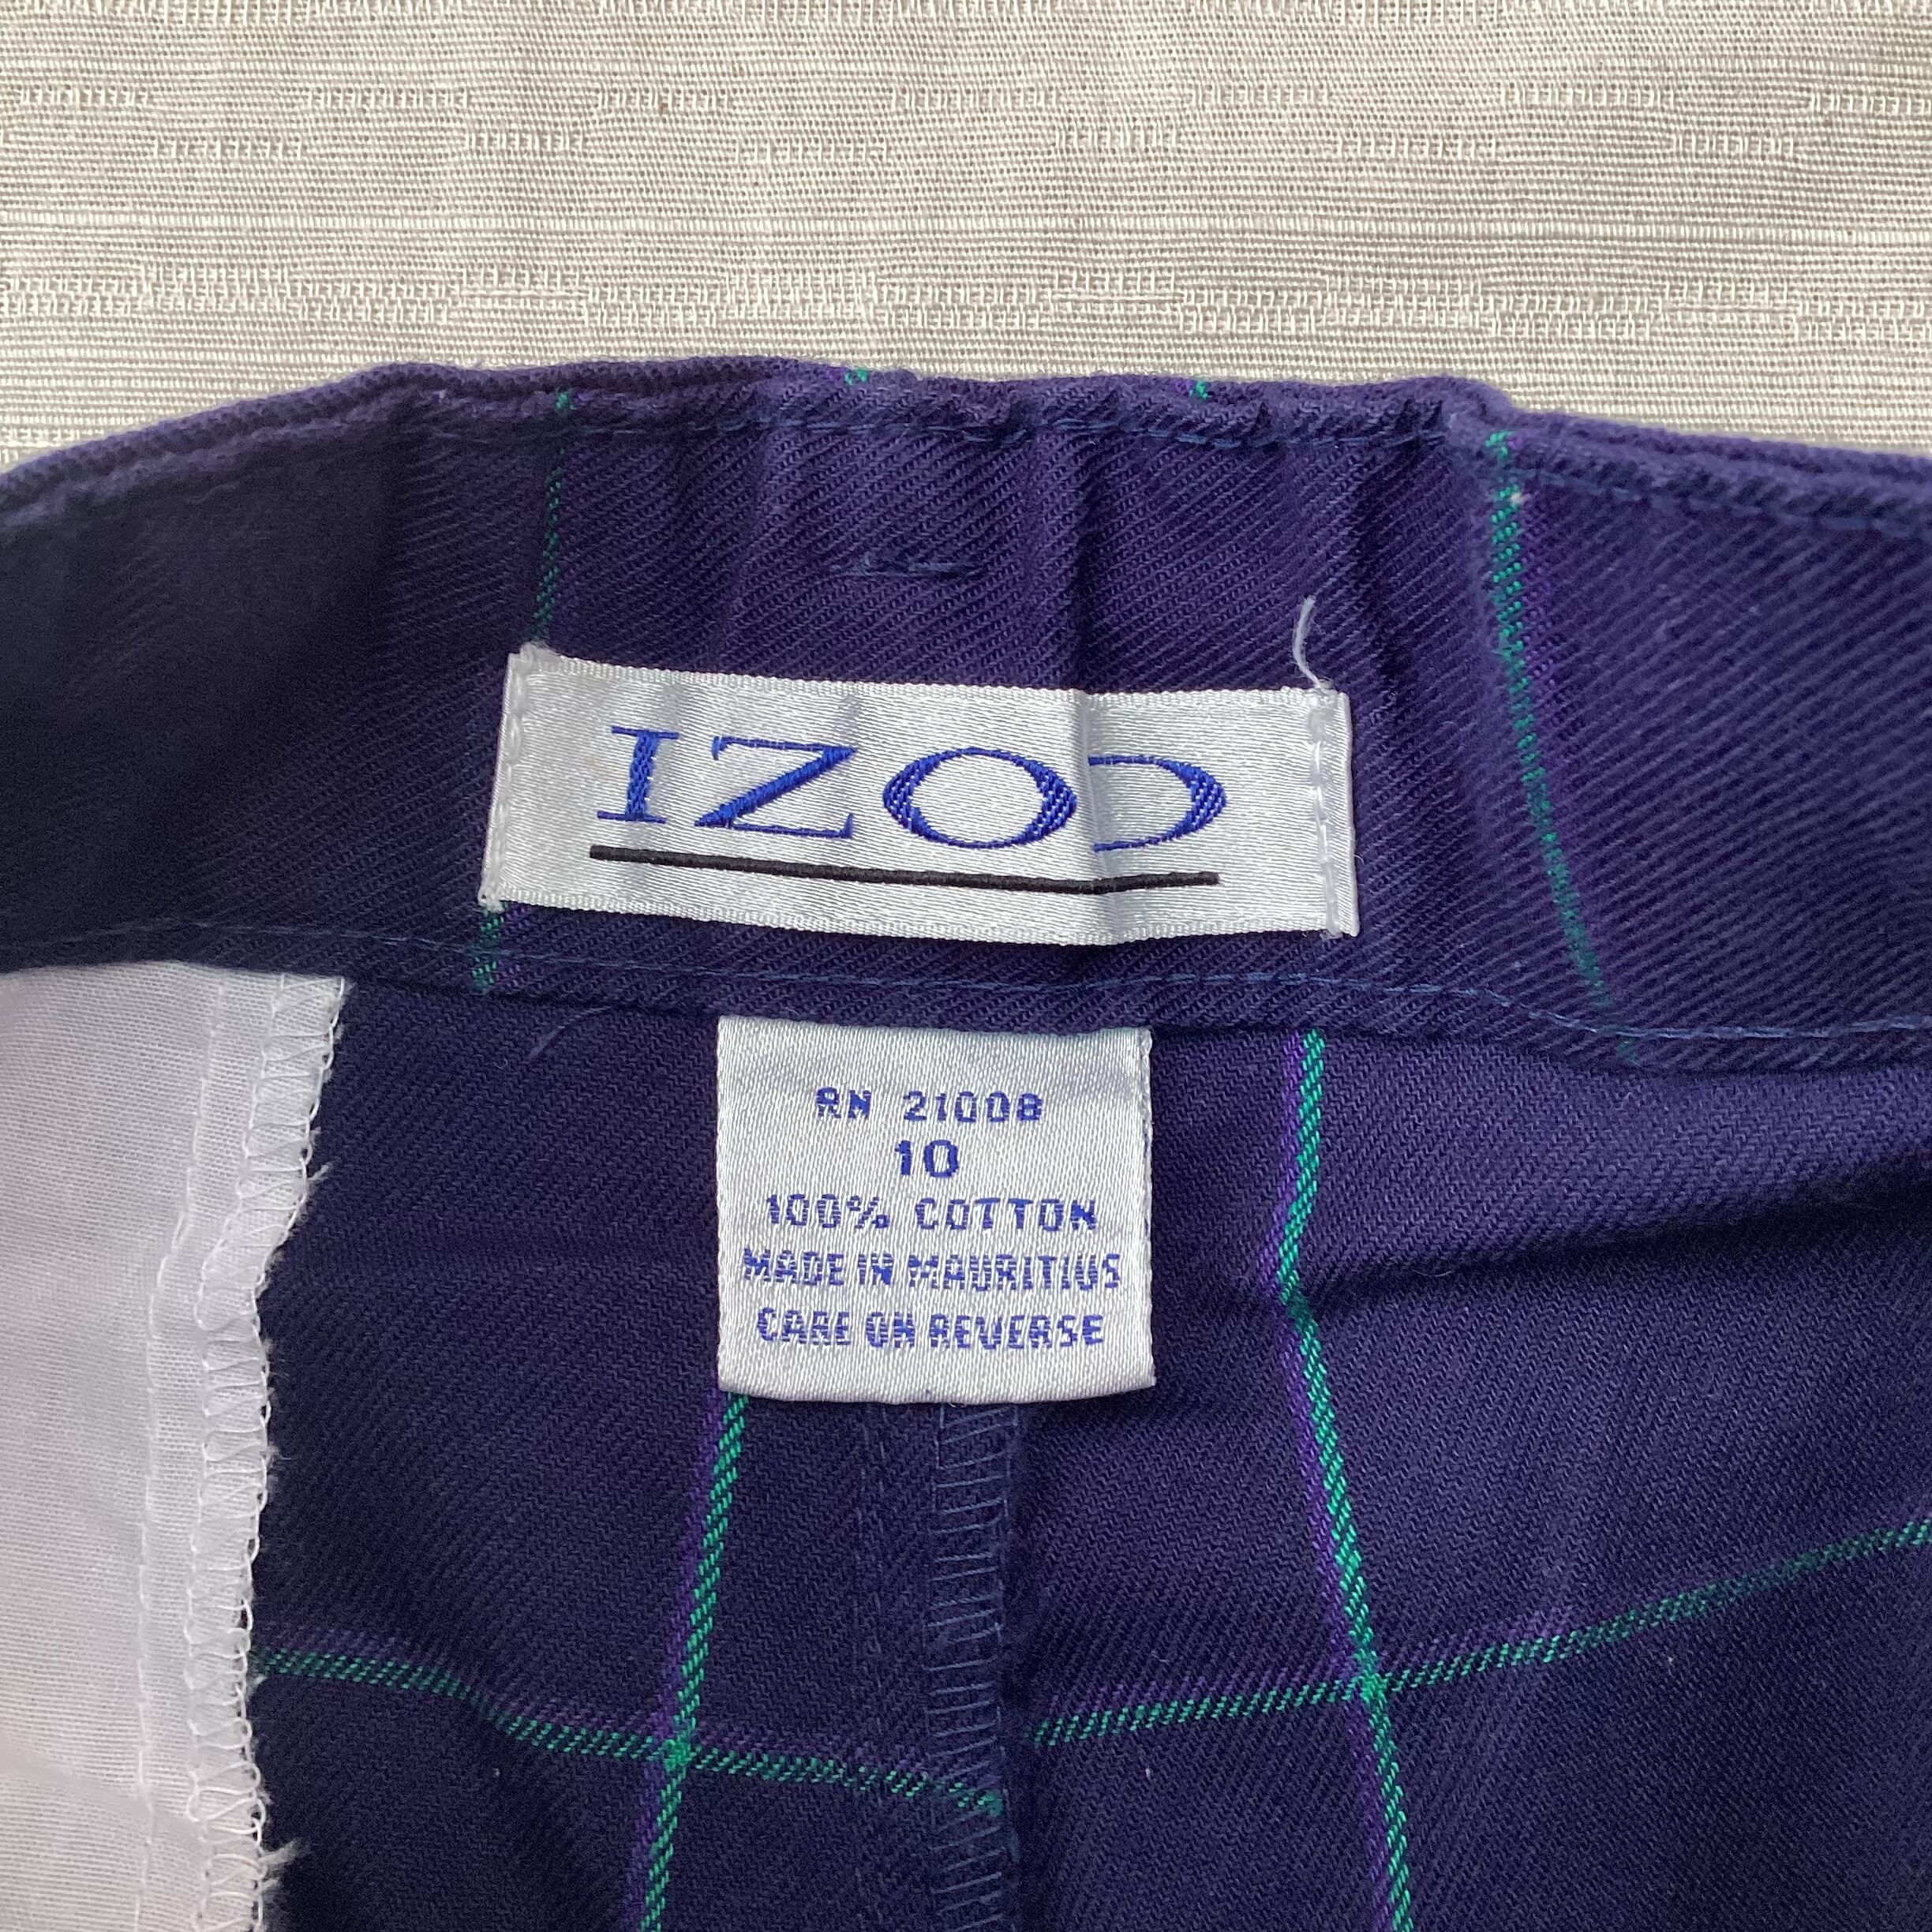 IZOD
RN 21008
10
100% COTTON
MADE IN MAURITIUS
CARE ON REVERSE